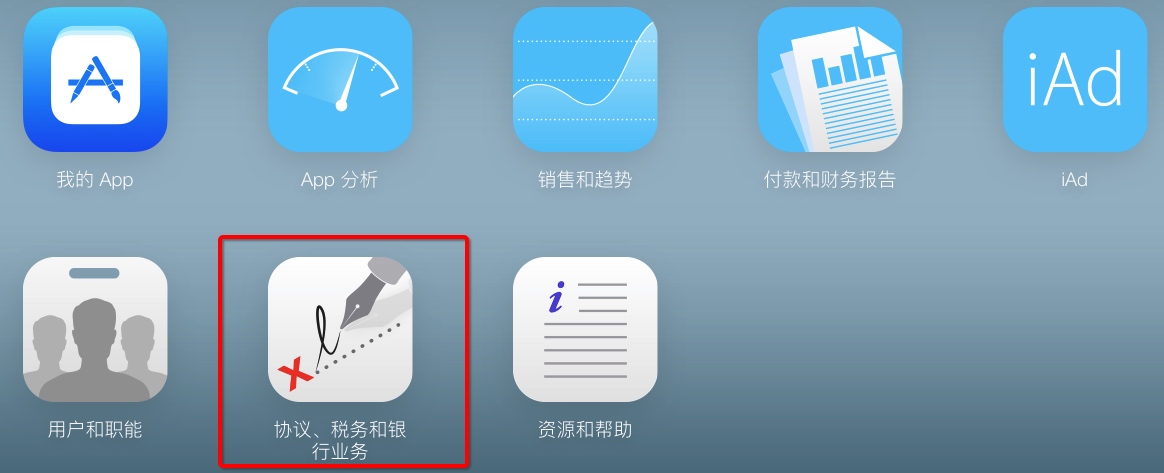 iAd
我的 App
App 分析
销售和趋势
付款和财务报告
iAd
用户和职能
协议、税务和银
行业务
资源和帮助